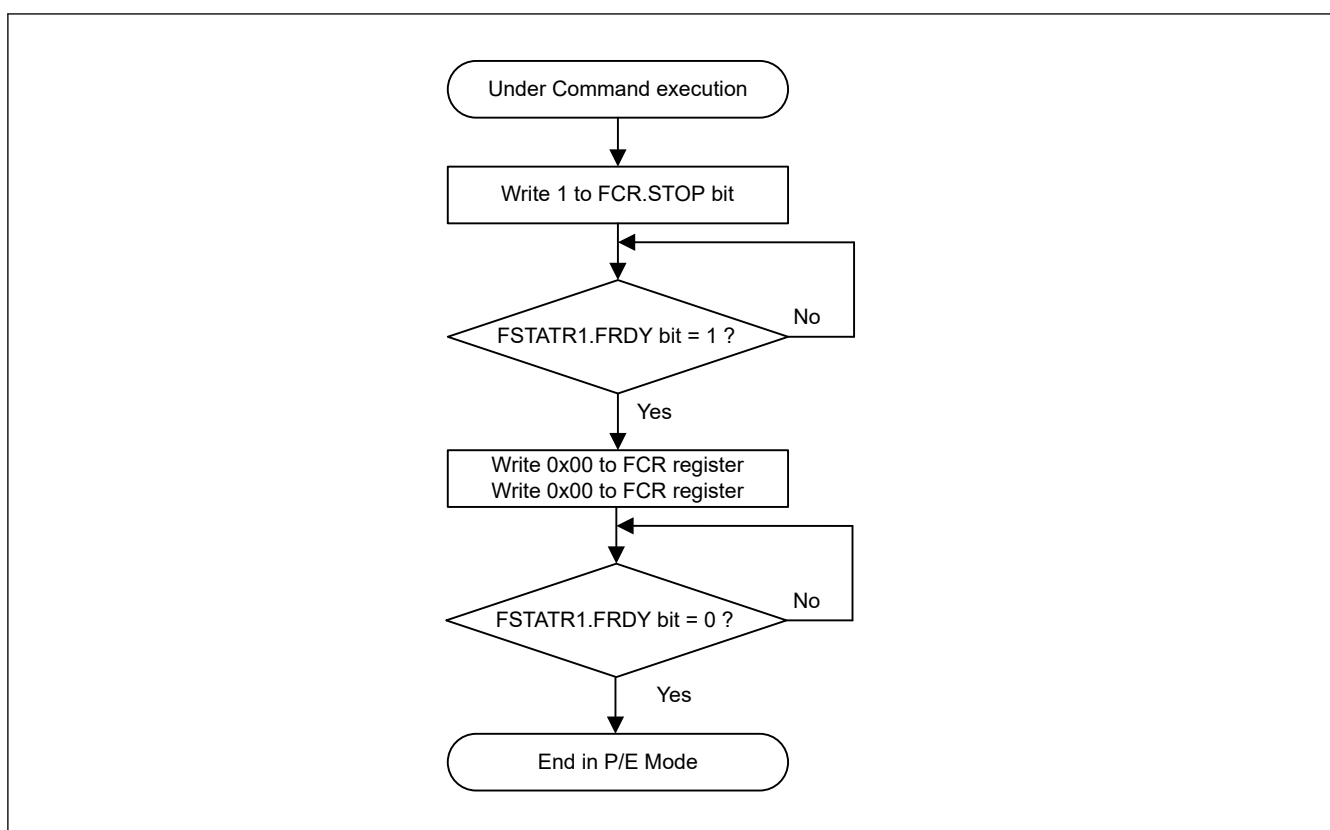 Under Command execution
Write 1 to FCR.STOP bit
FSTATR1.FRDY bit = 1 ?
No
Yes
Write 0x00 to FCR register
Write 0x00 to FCR register
FSTATR1.FRDY bit = 0 ?
No
Yes
End in P/E Mode